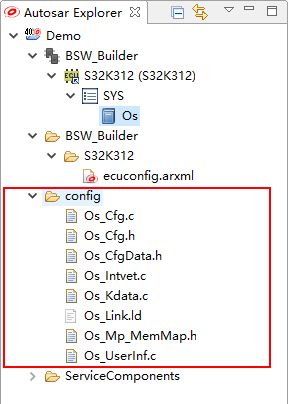 Autosar Explorer
Demo
BSW_Builder
S32K312 (S32K312)
SYS
Os
BSW_Builder
S32K312
ecuconfig.arxml
config
Os_Cfg.c
Os_Cfg.h
Os_CfgData.h
Os_Intvet.c
Os_Kdata.c
Os_Link.ld
Os_Mp_MemMap.h
Os_UserInf.c
ServiceComponents